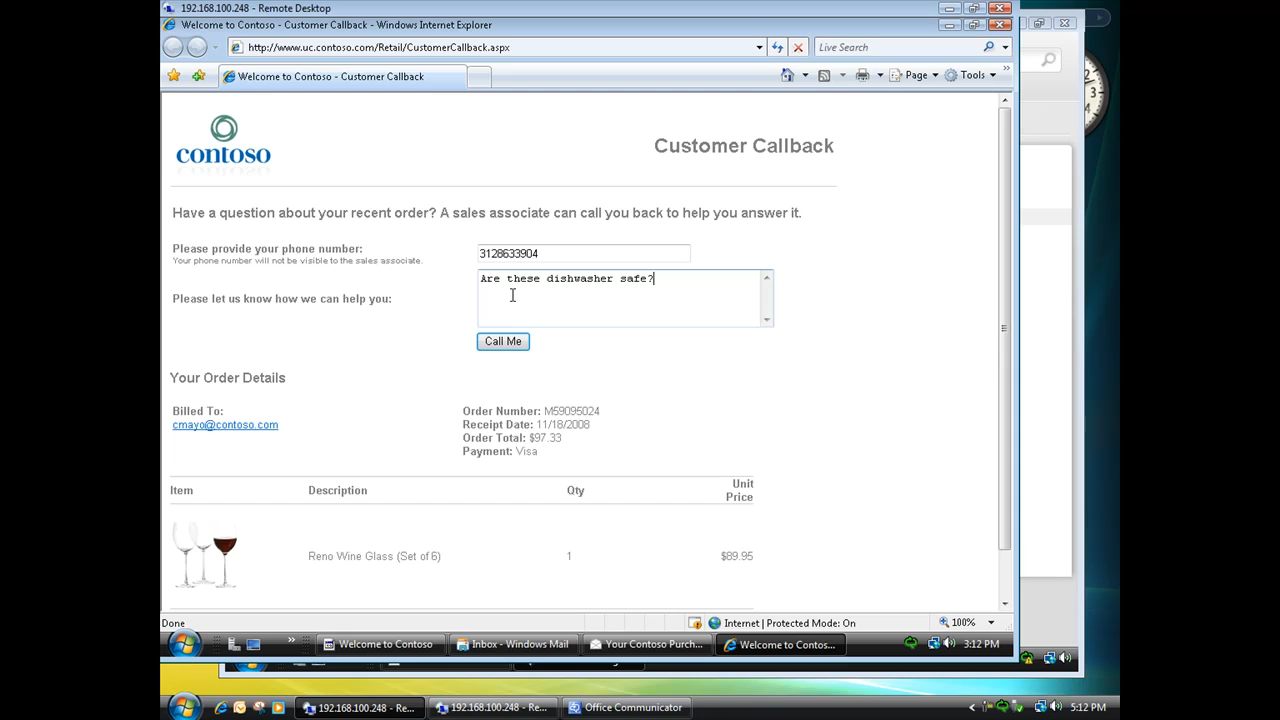 192.168.100.248 - Remote Desktop
Welcome to Contoso - Customer Callback - Windows Internet Explorer
http://www.uc.contoso.com/Retail/CustomerCallback.aspx
Live Search
Welcome to Contoso - Customer Callback
Page
Tools
contoso
Customer Callback
Have a question about your recent order? A sales associate can call you back to help you answer it.
Please provide your phone number:
3128633904
Your phone number will not be visible to the sales associate.
Are these dishwasher safe?
Please let us know how we can help you:
Call Me
Your Order Details
Billed To:
cmayo@contoso.com
Order Number: M59095024
Receipt Date: 11/18/2008
Order Total: $97.33
Payment: Visa
Item Description Qty Unit Price
Reno Wine Glass (Set of 6) 1 $89.95
Done
Internet | Protected Mode: On
100%
Welcome to Contoso
Inbox - Windows Mail
Your Contoso Purch...
Welcome to Contos...
3:12 PM
192.168.100.248 - Re...
192.168.100.248 - Re...
Office Communicator
5:12 PM